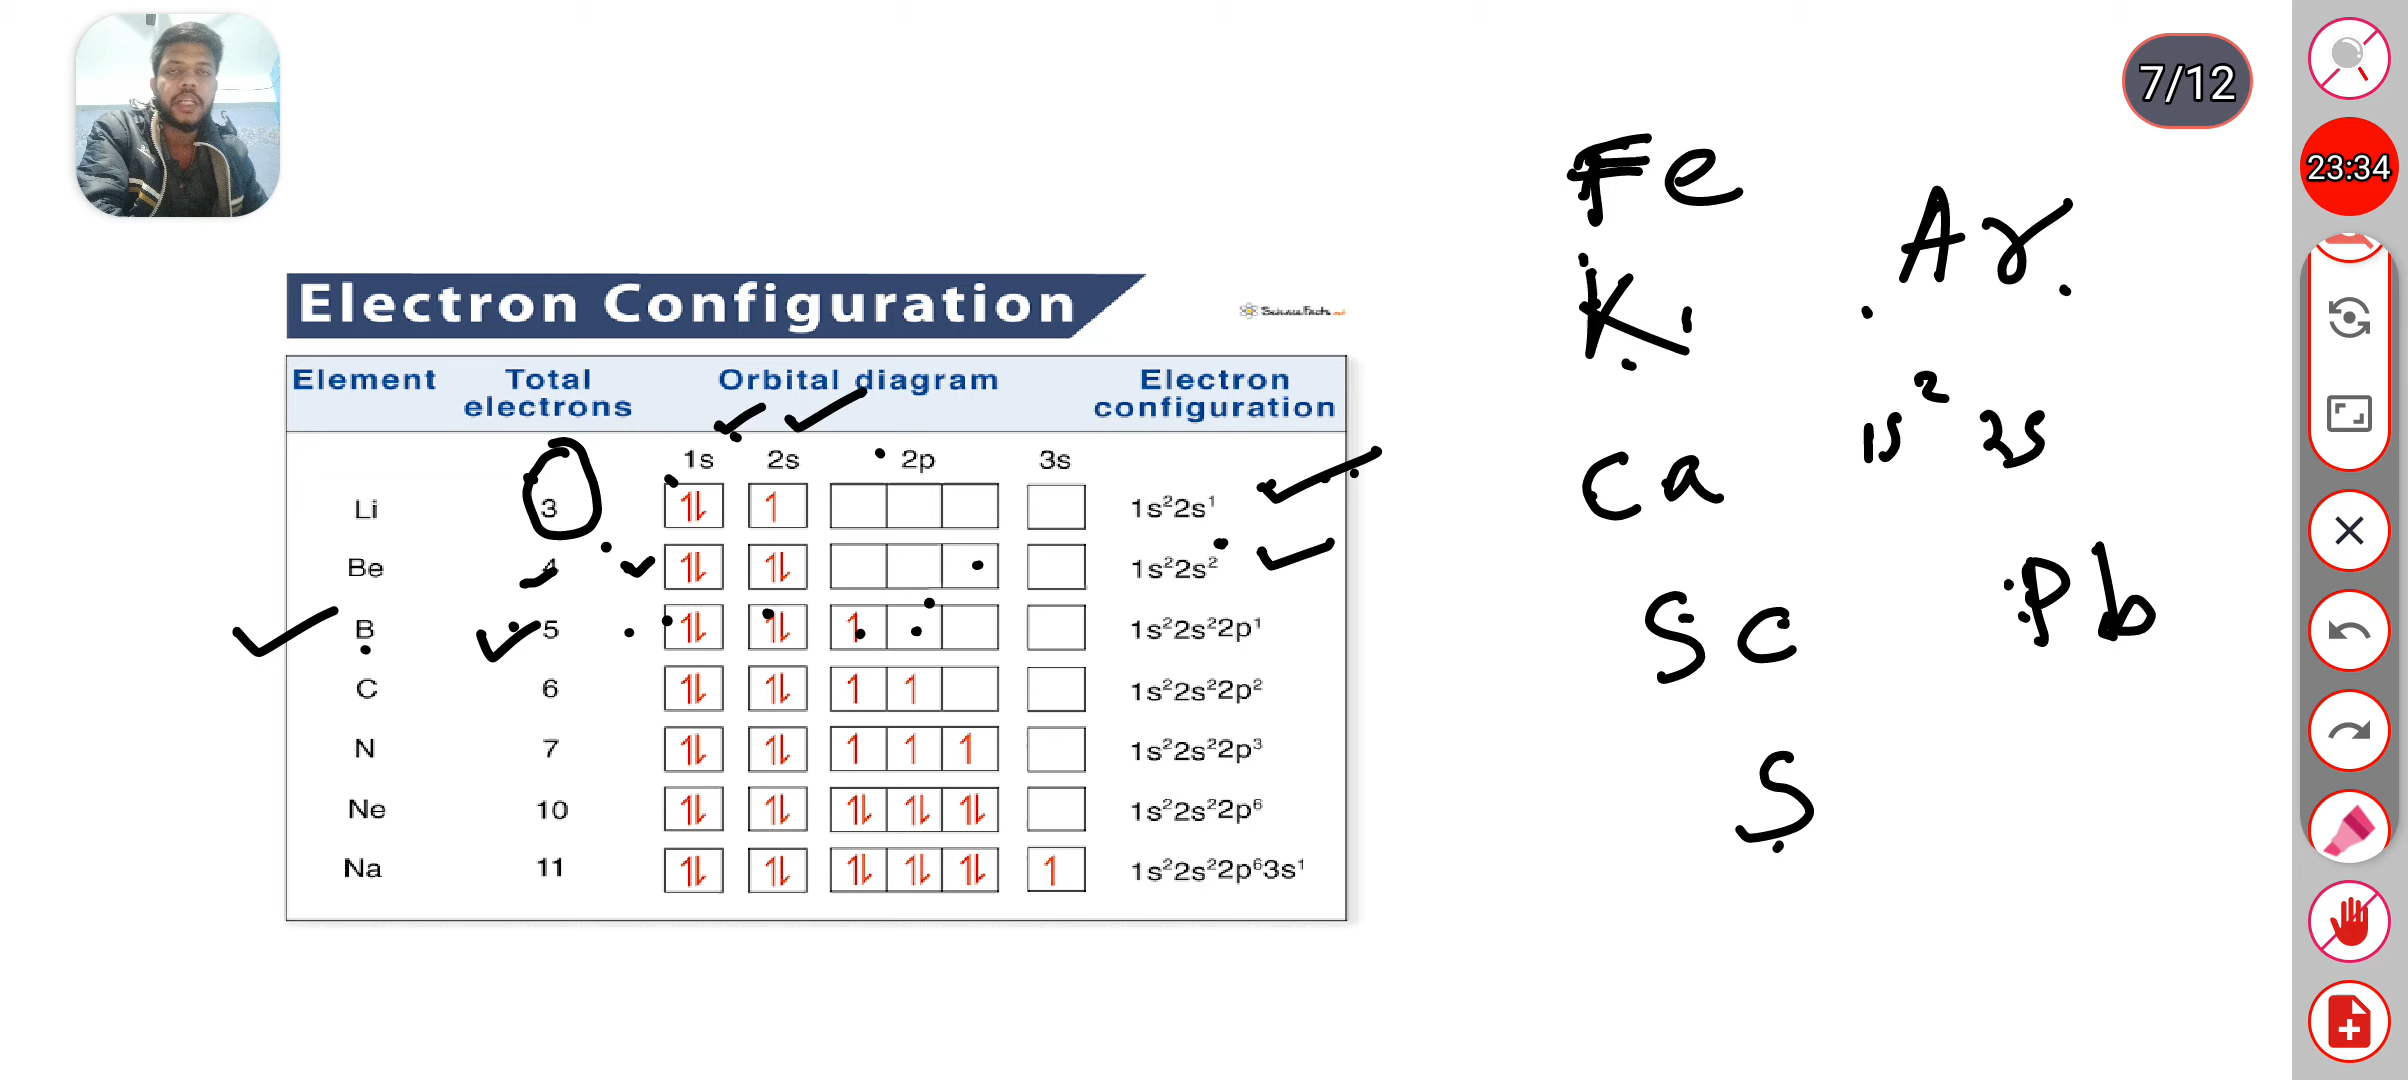 7/12
23:34
Fe
Ar.
K
1s² 2s
Ca
Pb
Sc
S
Electron Configuration
ScienceFacts.net
Element Total electrons Orbital diagram Electron configuration
1s 2s 2p 3s
Li 3 1s²2s¹
Be 4 1s²2s²
B 5 1s²2s²2p¹
C 6 1s²2s²2p²
N 7 1s²2s²2p³
Ne 10 1s²2s²2p⁶
Na 11 1s²2s²2p⁶3s¹